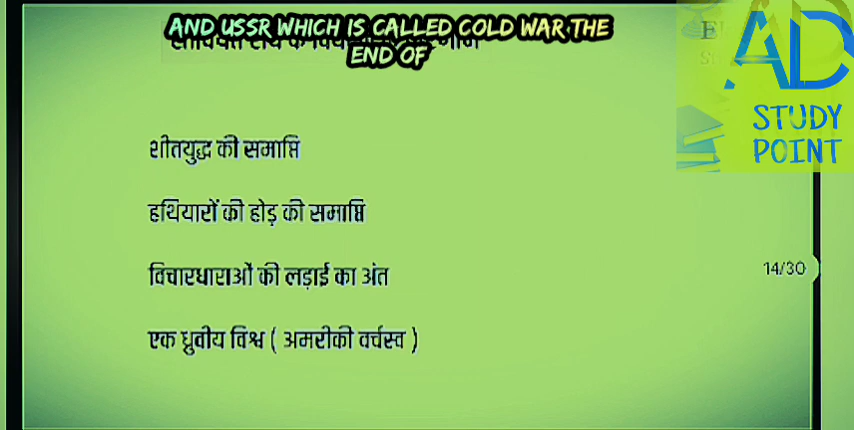 AND USSR WHICH IS CALLED COLD WAR THE
END OF
AD
STUDY
POINT
शीतयुद्ध की समाप्ति
हथियारों की होड़ की समाप्ति
विचारधाराओं की लड़ाई का अंत
14/30
एक ध्रुवीय विश्व ( अमरीकी वर्चस्व )